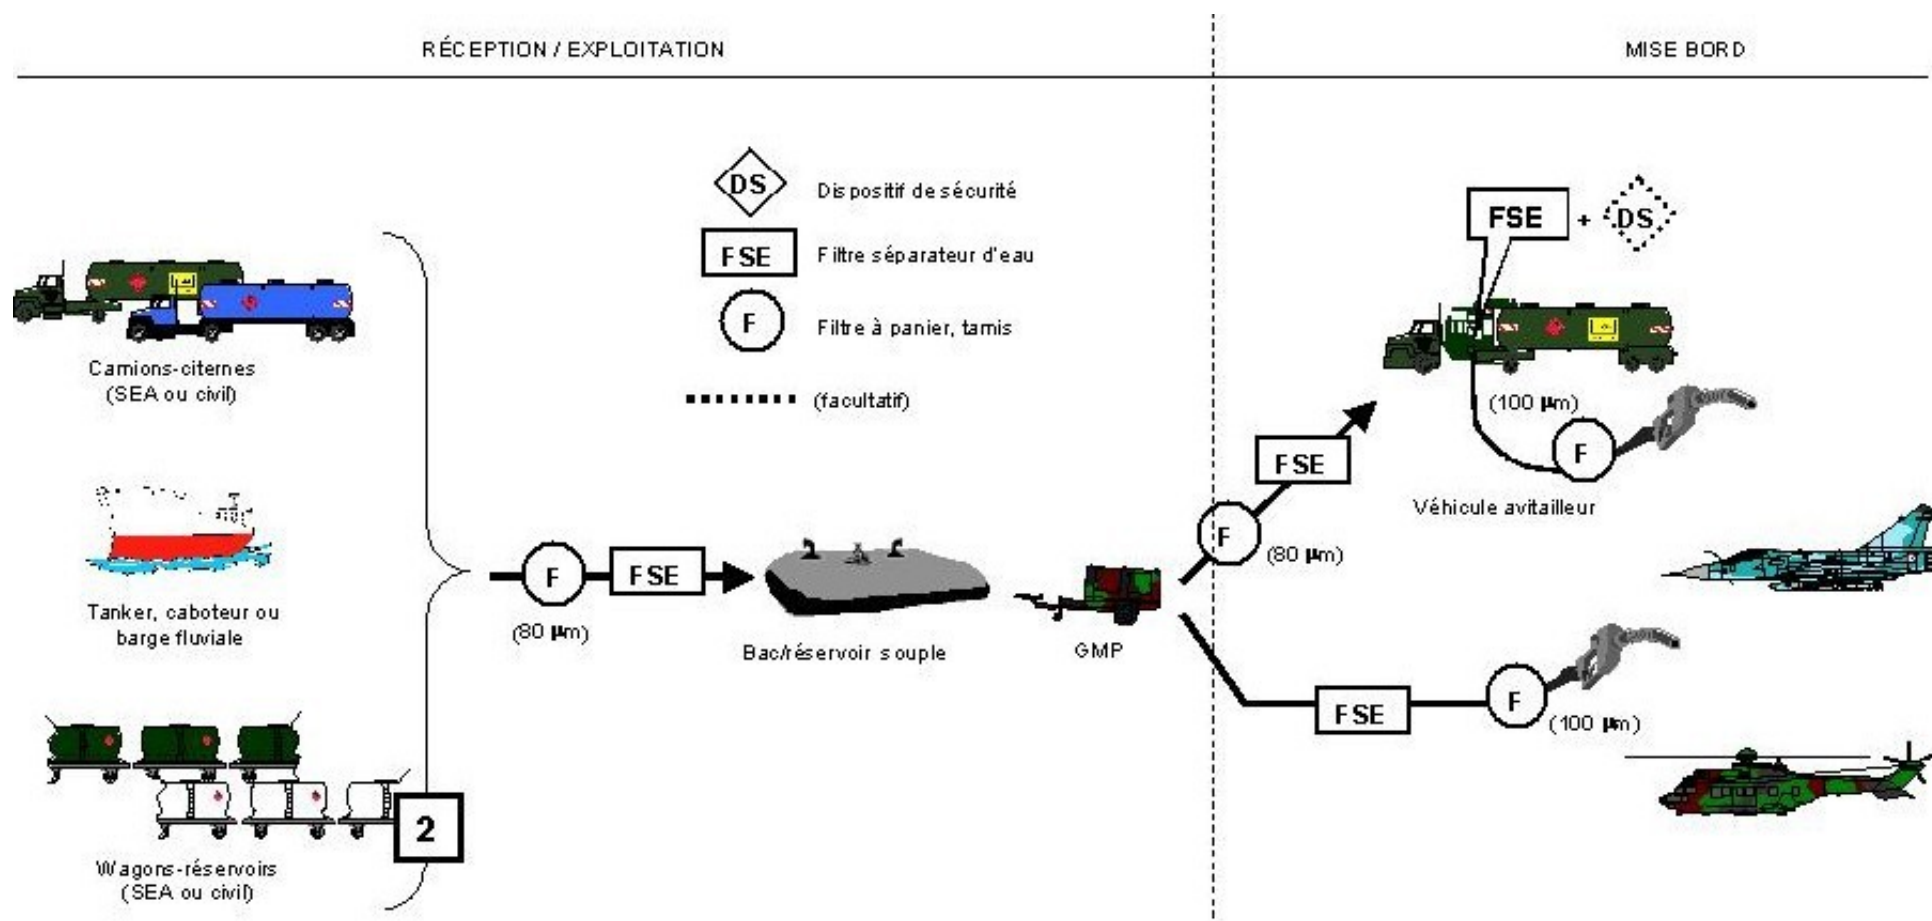 RÉCEPTION / EXPLOITATION
MISE BORD
DS
Dispositif de sécurité
FSE
Filtre séparateur d'eau
F
Filtre à panier, tamis
(facultatif)
Camions-citernes
(SEA ou civil)
Tanker, caboteur ou
barge fluviale
Wagons-réservoirs
(SEA ou civil)
2
F
(80 µm)
FSE
Bac/réservoir souple
GMP
F
(80 µm)
FSE
FSE + DS
(100 µm)
F
Véhicule avitailleur
FSE
F
(100 µm)